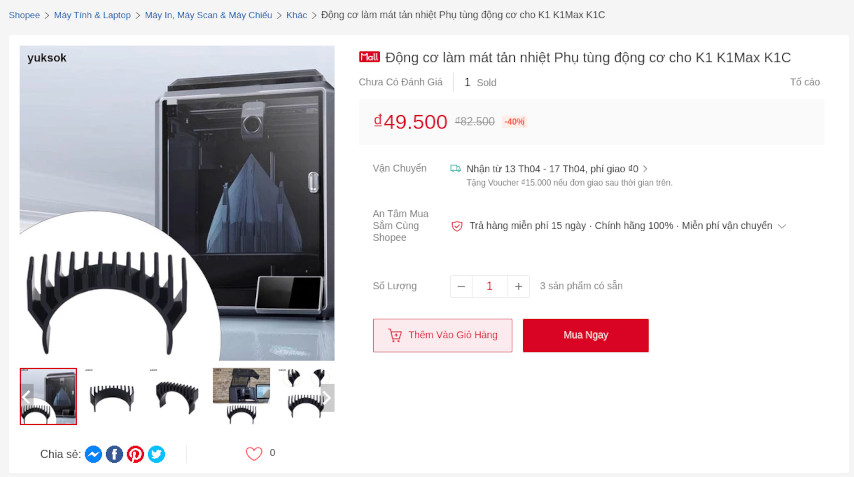 Shopee > Máy Tính & Laptop > Máy In, Máy Scan & Máy Chiếu > Khác > Động cơ làm mát tản nhiệt Phụ tùng động cơ cho K1 K1Max K1C
yuksok
Mall Động cơ làm mát tản nhiệt Phụ tùng động cơ cho K1 K1Max K1C
Chưa Có Đánh Giá 1 Sold Tố cáo
₫49.500 ₫82.500 -40%
Vận Chuyển Nhận từ 13 Th04 - 17 Th04, phí giao ₫0 >
Tặng Voucher ₫15.000 nếu đơn giao sau thời gian trên.
An Tâm Mua
Sắm Cùng
Shopee
Trả hàng miễn phí 15 ngày · Chính hãng 100% · Miễn phí vận chuyển
Số Lượng − 1 + 3 sản phẩm có sẵn
Thêm Vào Giỏ Hàng Mua Ngay
Chia sẻ: 0